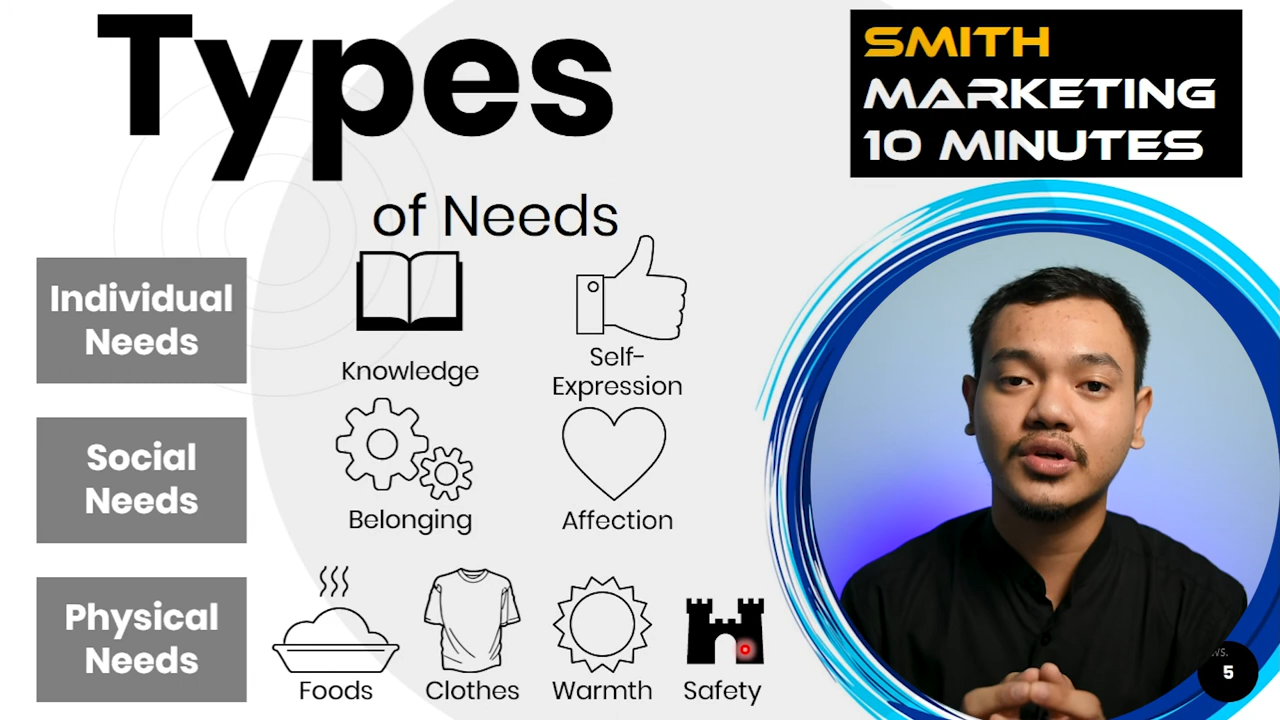 Types
of Needs
SMITH
MARKETING
10 MINUTES
Individual
Needs
Knowledge
Self-
Expression
Social
Needs
Belonging
Affection
Physical
Needs
Foods
Clothes
Warmth
Safety
5